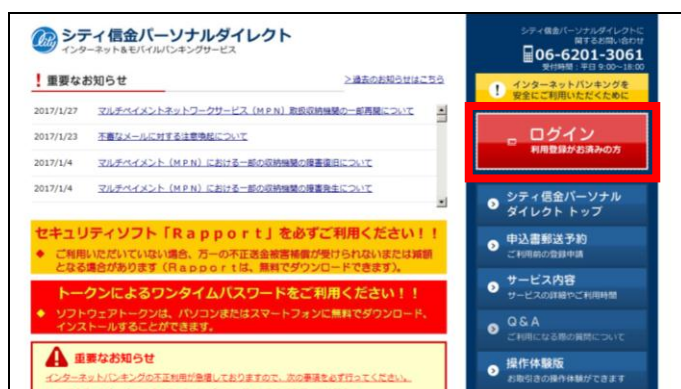 City
シティ信金パーソナルダイレクト
インターネット&モバイルバンキングサービス
重要なお知らせ
>過去のお知らせはこちら
2017/1/27 マルチペイメントネットワークサービス（MPN）取扱収納機関の一部再開について
2017/1/23 不審なメールに対する注意喚起について
2017/1/4 マルチペイメント（MPN）における一部の収納機関の障害復旧について
2017/1/4 マルチペイメント（MPN）における一部の収納機関の障害発生について
セキュリティソフト「Rapport」を必ずご利用ください！！
◆ ご利用いただいていない場合、万一の不正送金被害補償が受けられないまたは減額
となる場合があります（Rapportは、無料でダウンロードできます）。
トークンによるワンタイムパスワードをご利用ください！！
◆ ソフトウェアトークンは、パソコンまたはスマートフォンに無料でダウンロード、
インストールすることができます。
重要なお知らせ
インターネットバンキングの不正利用が急増しておりますので、次の事項を必ず行ってください。
シティ信金パーソナルダイレクトに
関するお問い合わせ
06-6201-3061
受付時間：平日 9:00～18:00
インターネットバンキングを
安全にご利用いただくために
ログイン
利用登録がお済みの方
シティ信金パーソナル
ダイレクト トップ
申込書郵送予約
ご利用前の登録申請
サービス内容
サービスの詳細やご利用時間
Q&A
ご利用になる際の質問について
操作体験版
お取引きの操作体験ができます